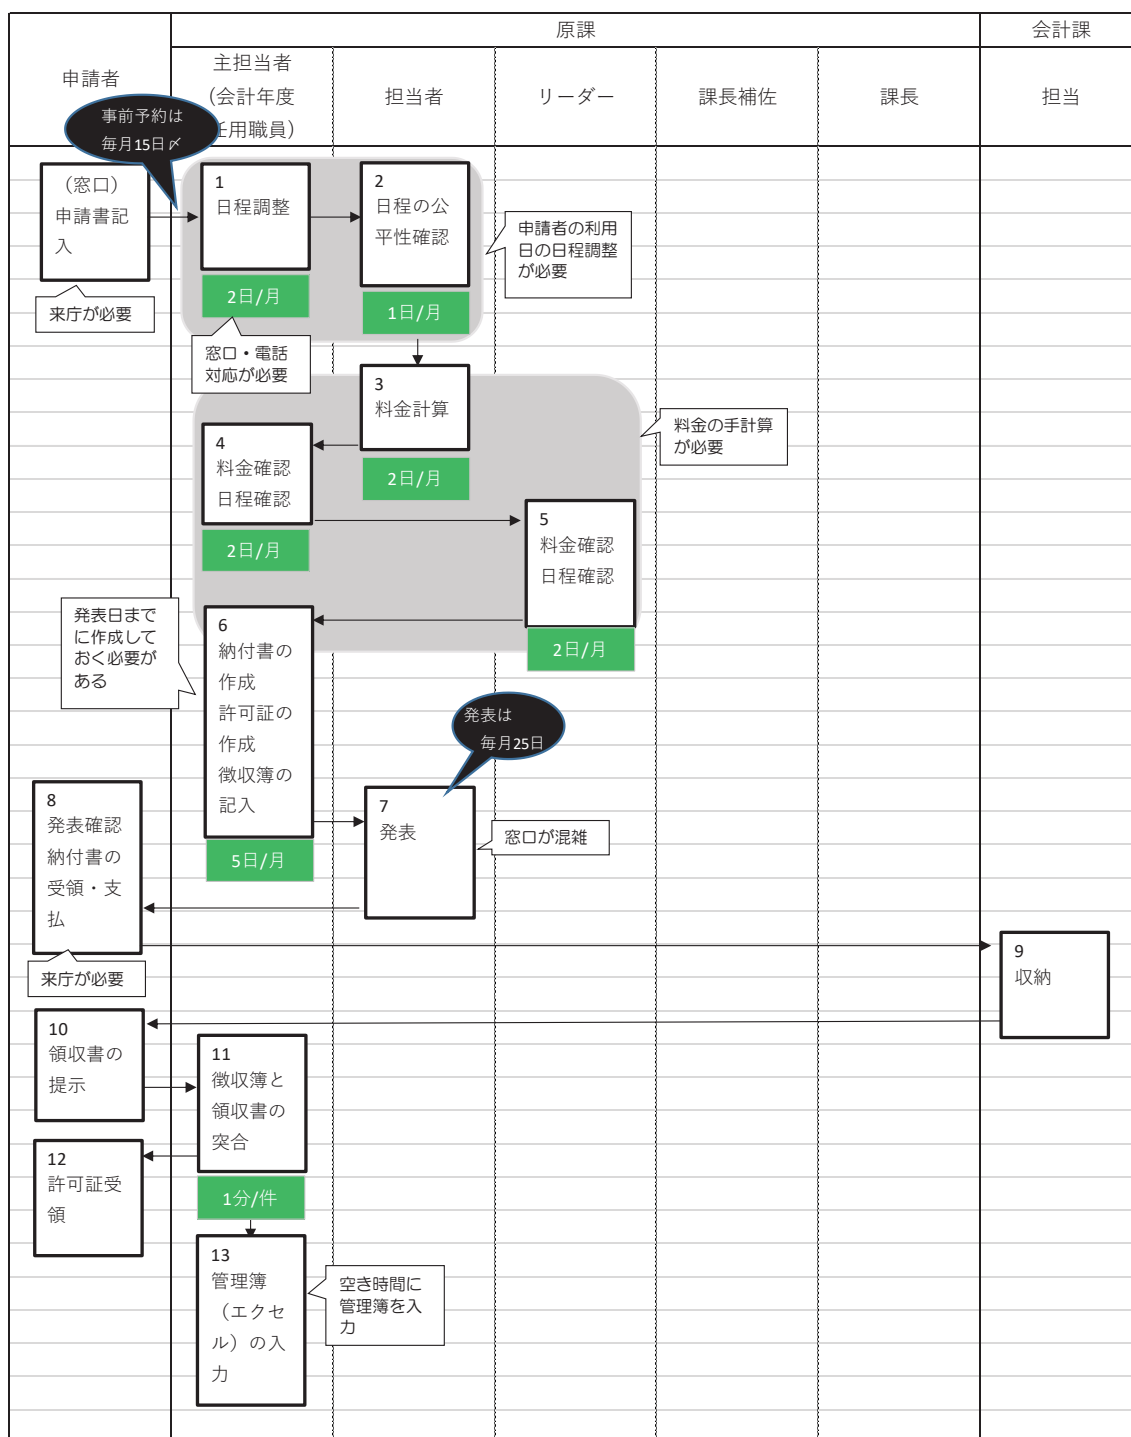 原課
会計課
申請者
主担当者
(会計年度
任用職員)
担当者
リーダー
課長補佐
課長
担当
事前予約は
毎月15日〆
（窓口）
申請書記
入
来庁が必要
1
日程調整
2日/月
窓口・電話
対応が必要
2
日程の公
平性確認
1日/月
申請者の利用
日の日程調整
が必要
3
料金計算
2日/月
料金の手計算
が必要
4
料金確認
日程確認
2日/月
5
料金確認
日程確認
2日/月
発表日まで
に作成して
おく必要が
ある
6
納付書の
作成
許可証の
作成
徴収簿の
記入
5日/月
発表は
毎月25日
7
発表
窓口が混雑
8
発表確認
納付書の
受領・支
払
来庁が必要
9
収納
10
領収書の
提示
11
徴収簿と
領収書の
突合
1分/件
12
許可証受
領
13
管理簿
（エクセ
ル）の入
力
空き時間に
管理簿を入
力